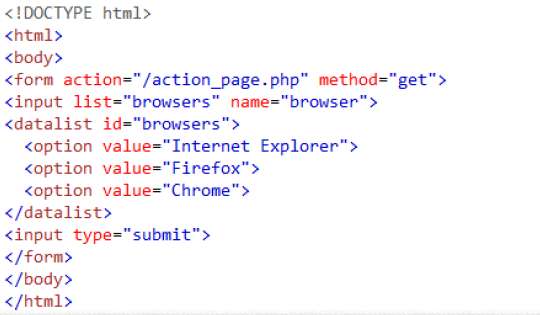 <!DOCTYPE html>
<html>
<body>
<form action="/action_page.php" method="get">
<input list="browsers" name="browser">
<datalist id="browsers">
  <option value="Internet Explorer">
  <option value="Firefox">
  <option value="Chrome">
</datalist>
<input type="submit">
</form>
</body>
</html>